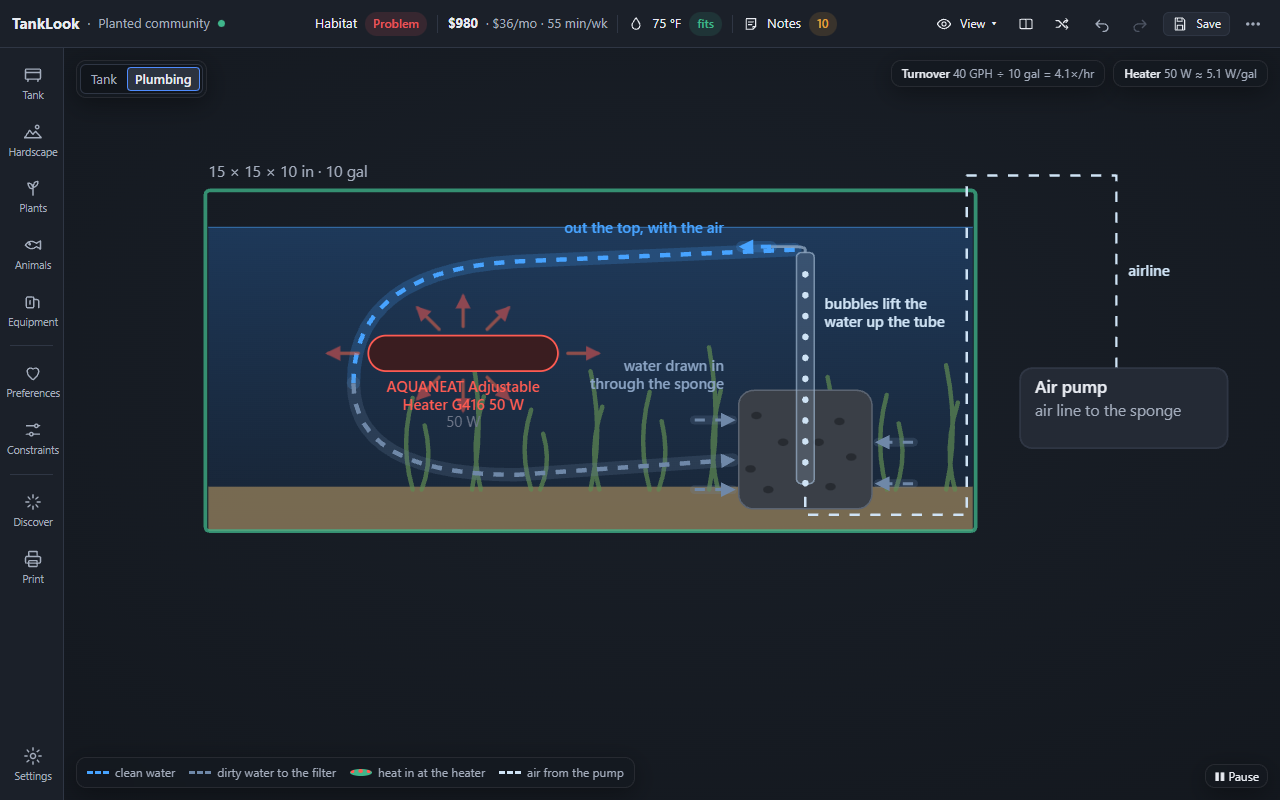 TankLook · Planted community
Habitat Problem
$980 · $36/mo · 55 min/wk
75 °F fits
Notes 10
View
Save
Tank
Hardscape
Plants
Animals
Equipment
Preferences
Constraints
Discover
Print
Settings
Tank Plumbing
Turnover 40 GPH ÷ 10 gal = 4.1×/hr
Heater 50 W ≈ 5.1 W/gal
15 × 15 × 10 in · 10 gal
out the top, with the air
airline
bubbles lift the
water up the tube
water drawn in
through the sponge
AQUANEAT Adjustable
Heater G416 50 W
50 W
Air pump
air line to the sponge
clean water
dirty water to the filter
heat in at the heater
air from the pump
Pause